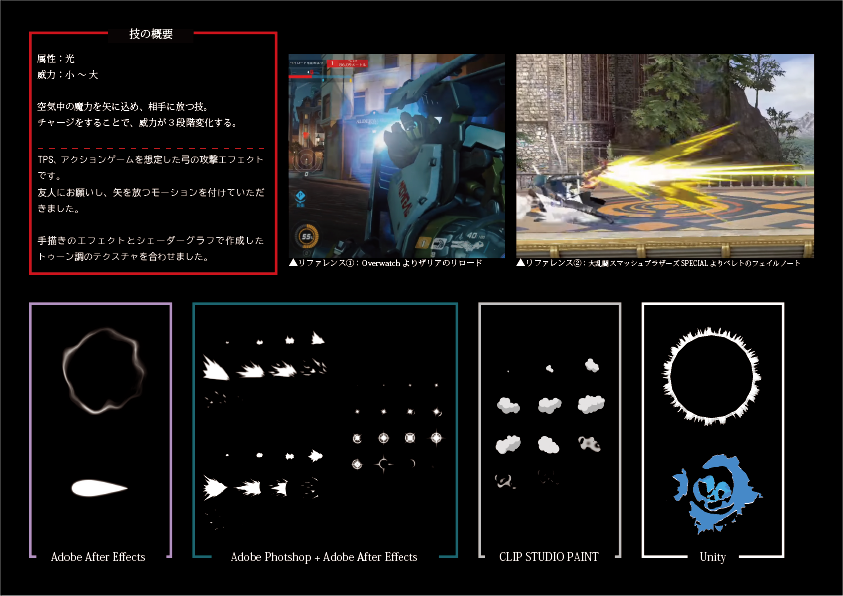 技の概要
属性：光
威力：小 ～ 大
空気中の魔力を矢に込め、相手に放つ技。
チャージをすることで、威力が３段階変化する。
TPS、アクションゲームを想定した弓の攻撃エフェクト
です。
友人にお願いし、矢を放つモーションを付けていただ
きました。
手描きのエフェクトとシェーダーグラフで作成した
トゥーン調のテクスチャを合わせました。
▲リファレンス①：Overwatch よりザリアのリロード
▲リファレンス②：大乱闘スマッシュブラザーズ SPECIAL よりベレトのフェイルノート
Adobe After Effects
Adobe Photshop + Adobe After Effects
CLIP STUDIO PAINT
Unity